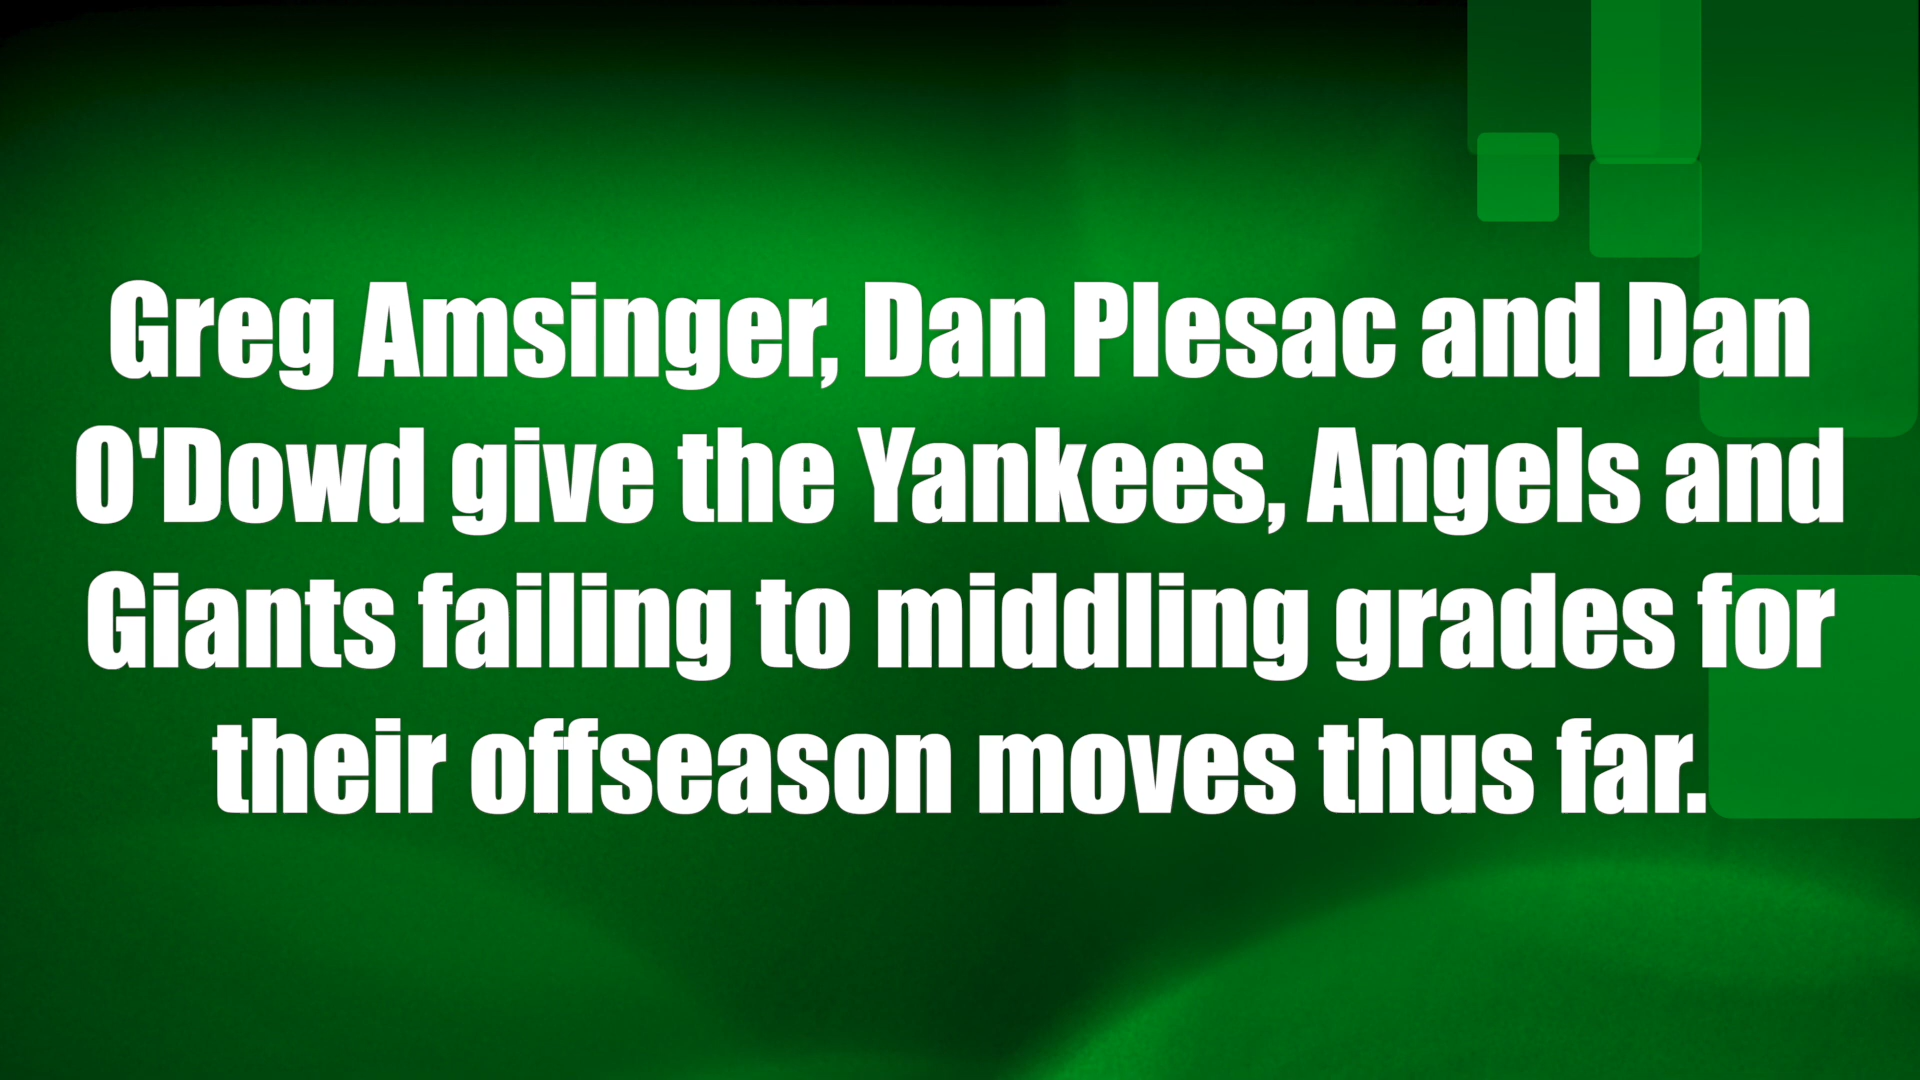 Greg Amsinger, Dan Plesac and Dan
O'Dowd give the Yankees, Angels and
Giants failing to middling grades for
their offseason moves thus far.